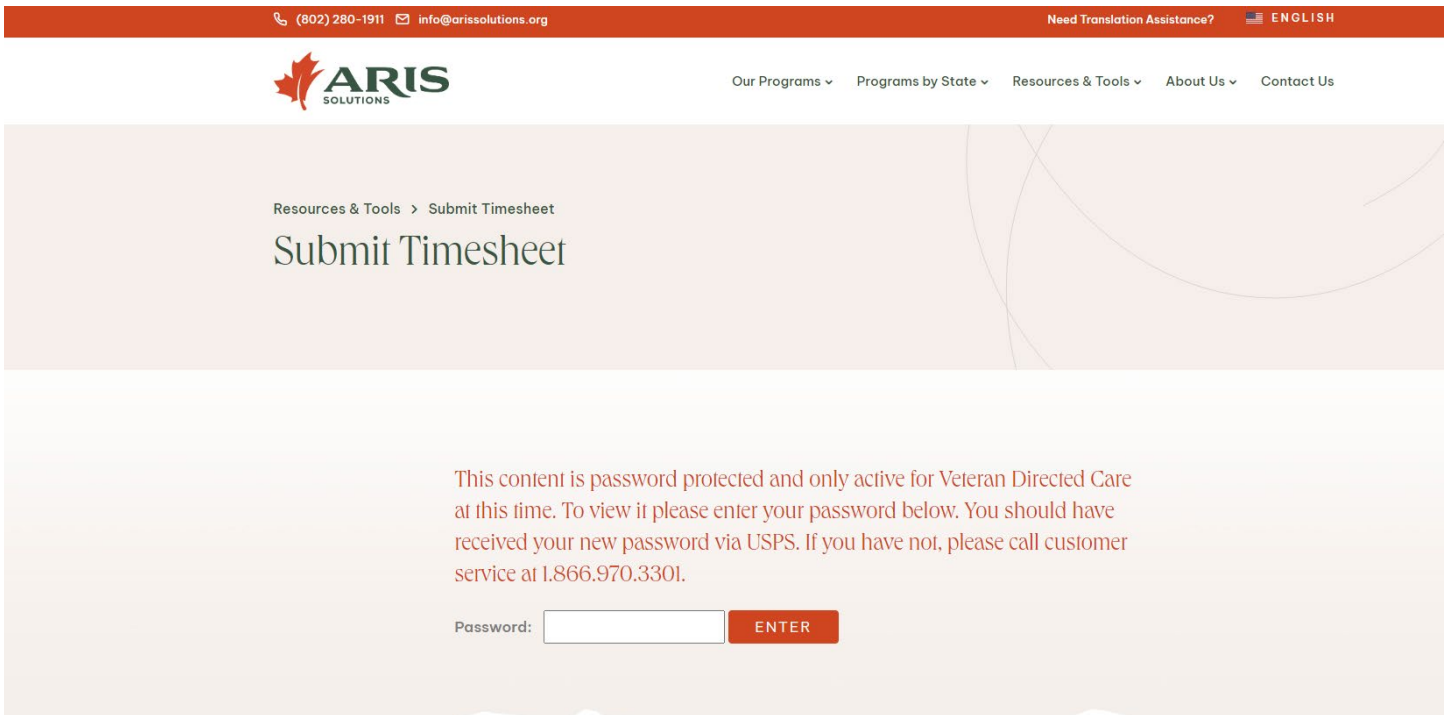 (802) 280-1911 info@arissolutions.org Need Translation Assistance? ENGLISH
ARIS
SOLUTIONS
Our Programs Programs by State Resources & Tools About Us Contact Us
Resources & Tools > Submit Timesheet
Submit Timesheet
This content is password protected and only active for Veteran Directed Care
at this time. To view it please enter your password below. You should have
received your new password via USPS. If you have not, please call customer
service at 1.866.970.3301.
Password: ENTER